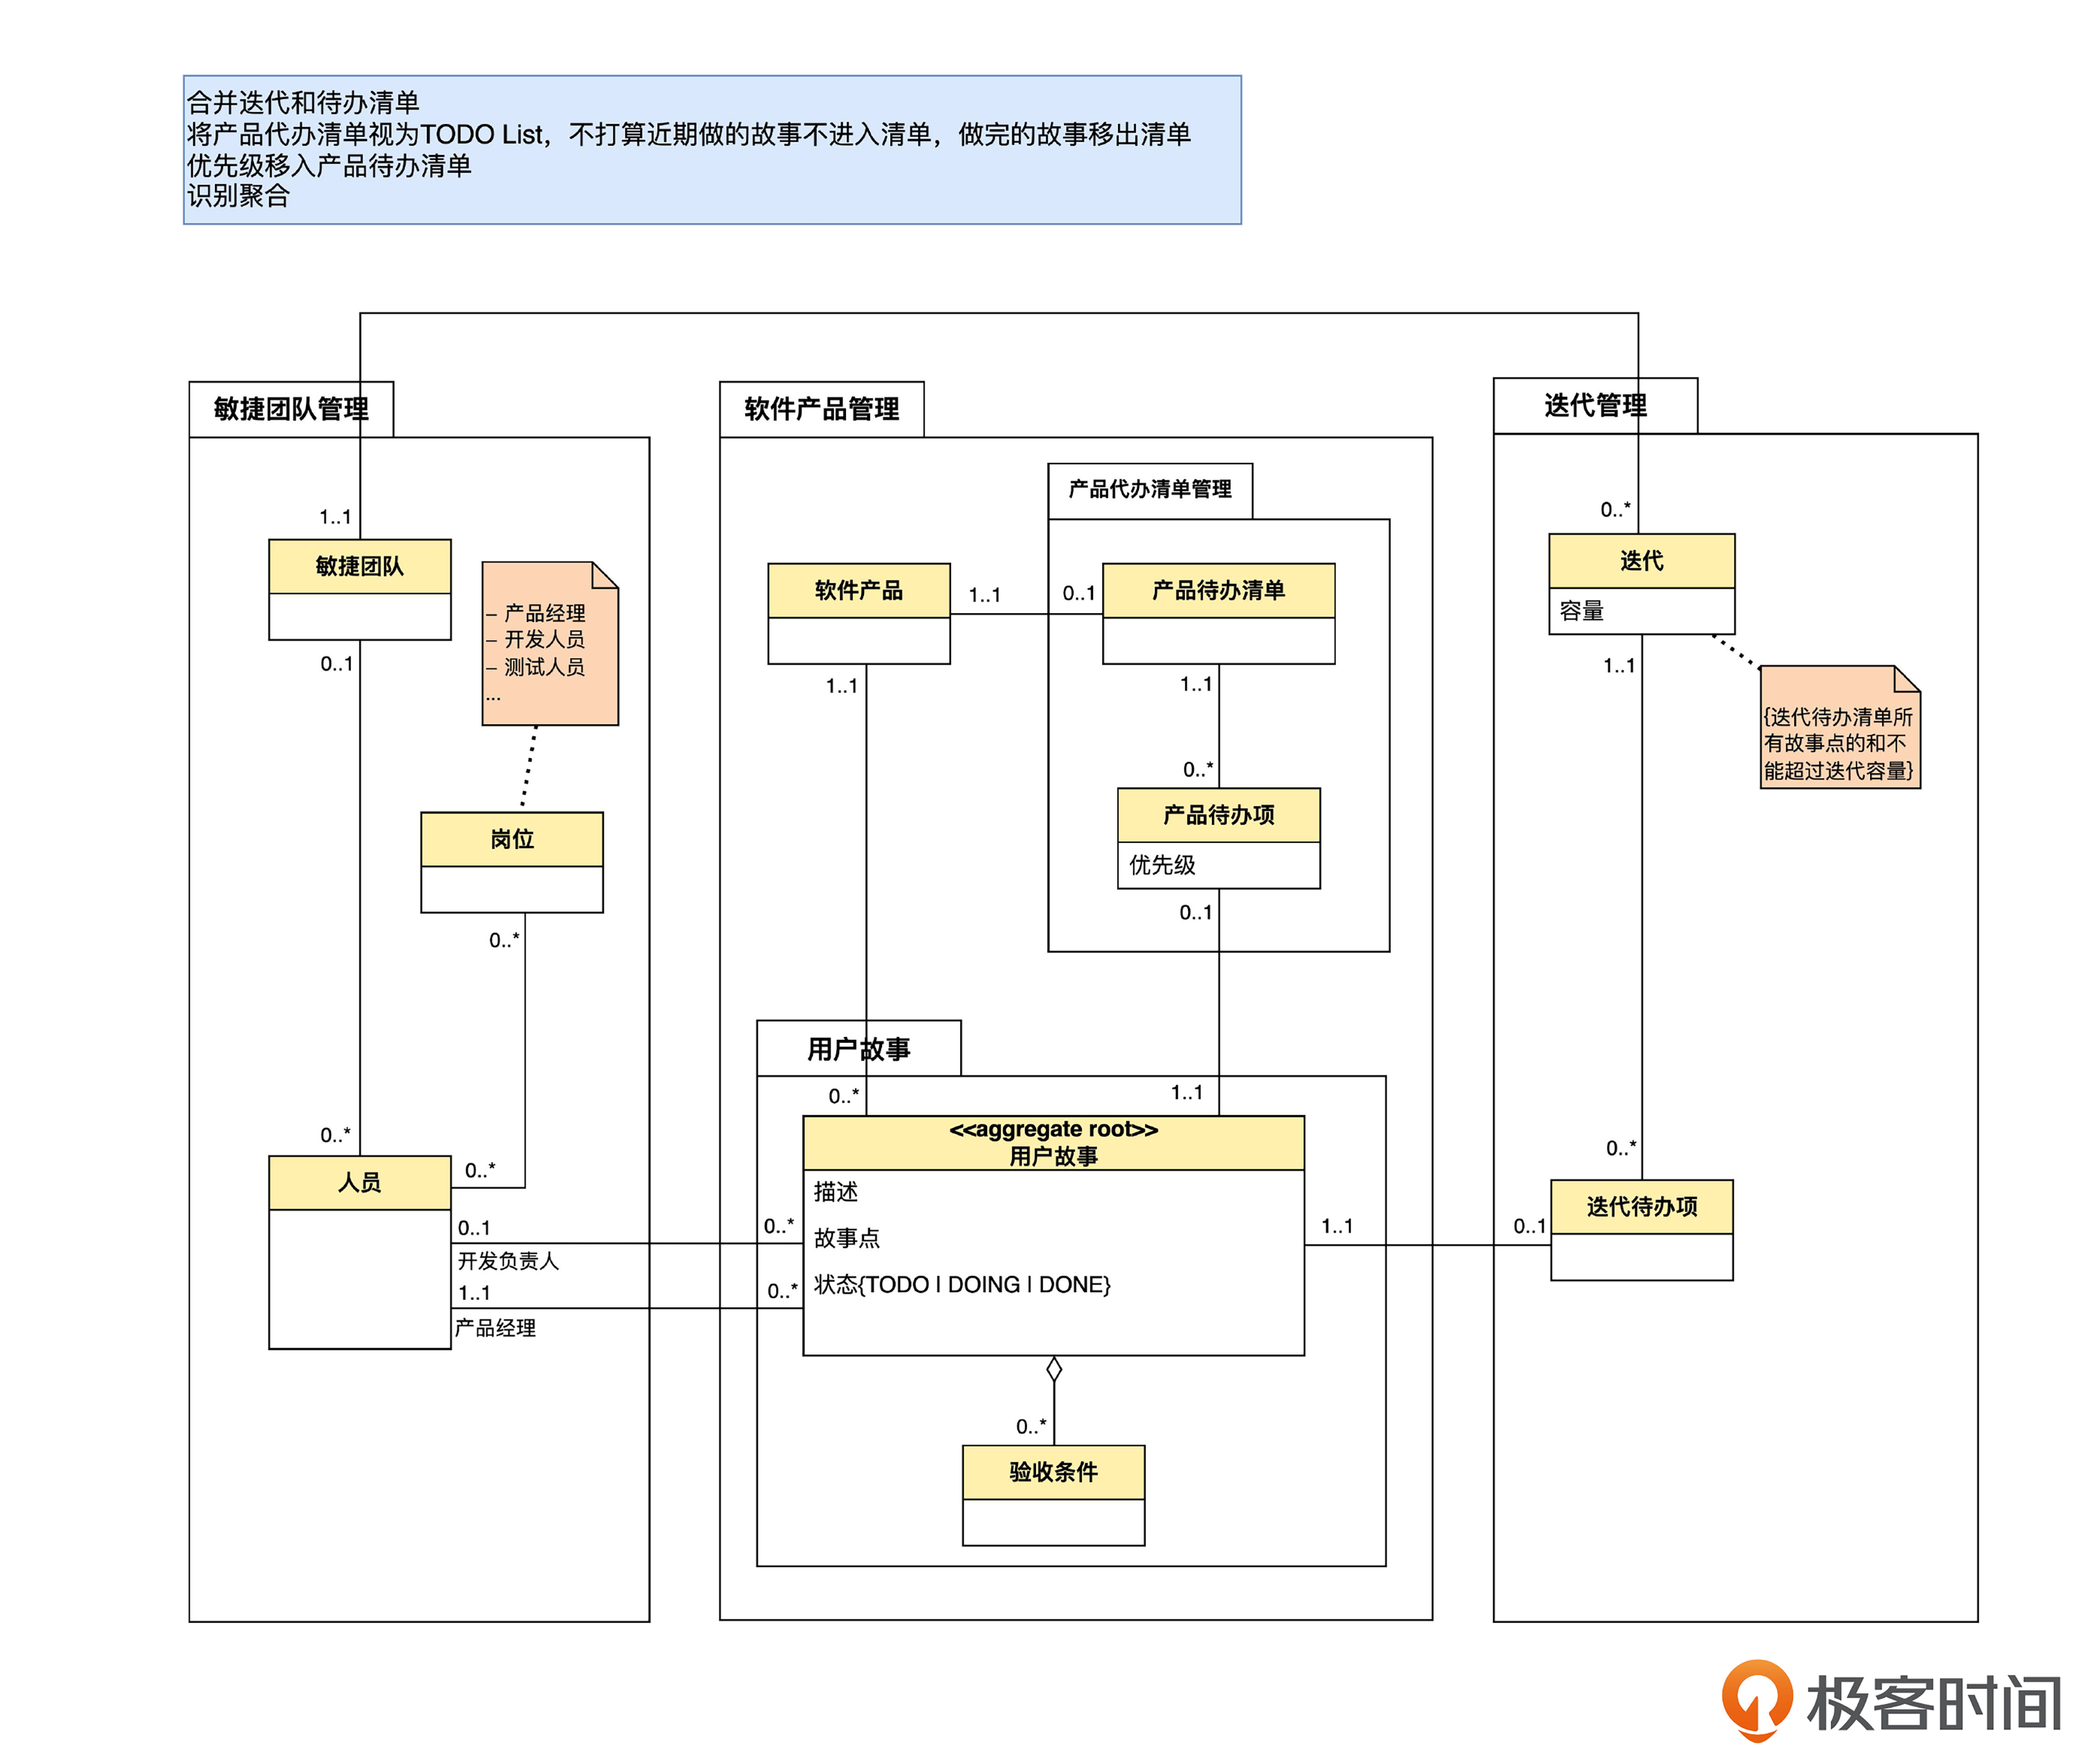 合并迭代和待办清单
将产品代办清单视为TODO List，不打算近期做的故事不进入清单，做完的故事移出清单
优先级移入产品待办清单
识别聚合
敏捷团队管理
软件产品管理
迭代管理
产品代办清单管理
1..1
0..*
敏捷团队
– 产品经理
– 开发人员
– 测试人员
...
软件产品
1..1
0..1
产品待办清单
迭代
容量
0..1
1..1
1..1
1..1
{迭代待办清单所
有故事点的和不
能超过迭代容量}
0..*
产品待办项
优先级
岗位
0..*
0..1
用户故事
0..*
1..1
0..*
0..*
<<aggregate root>>
用户故事
描述
故事点
状态{TODO | DOING | DONE}
人员
0..*
0..1
0..*
开发负责人
1..1
0..*
产品经理
1..1
0..1
迭代待办项
0..*
验收条件
极客时间